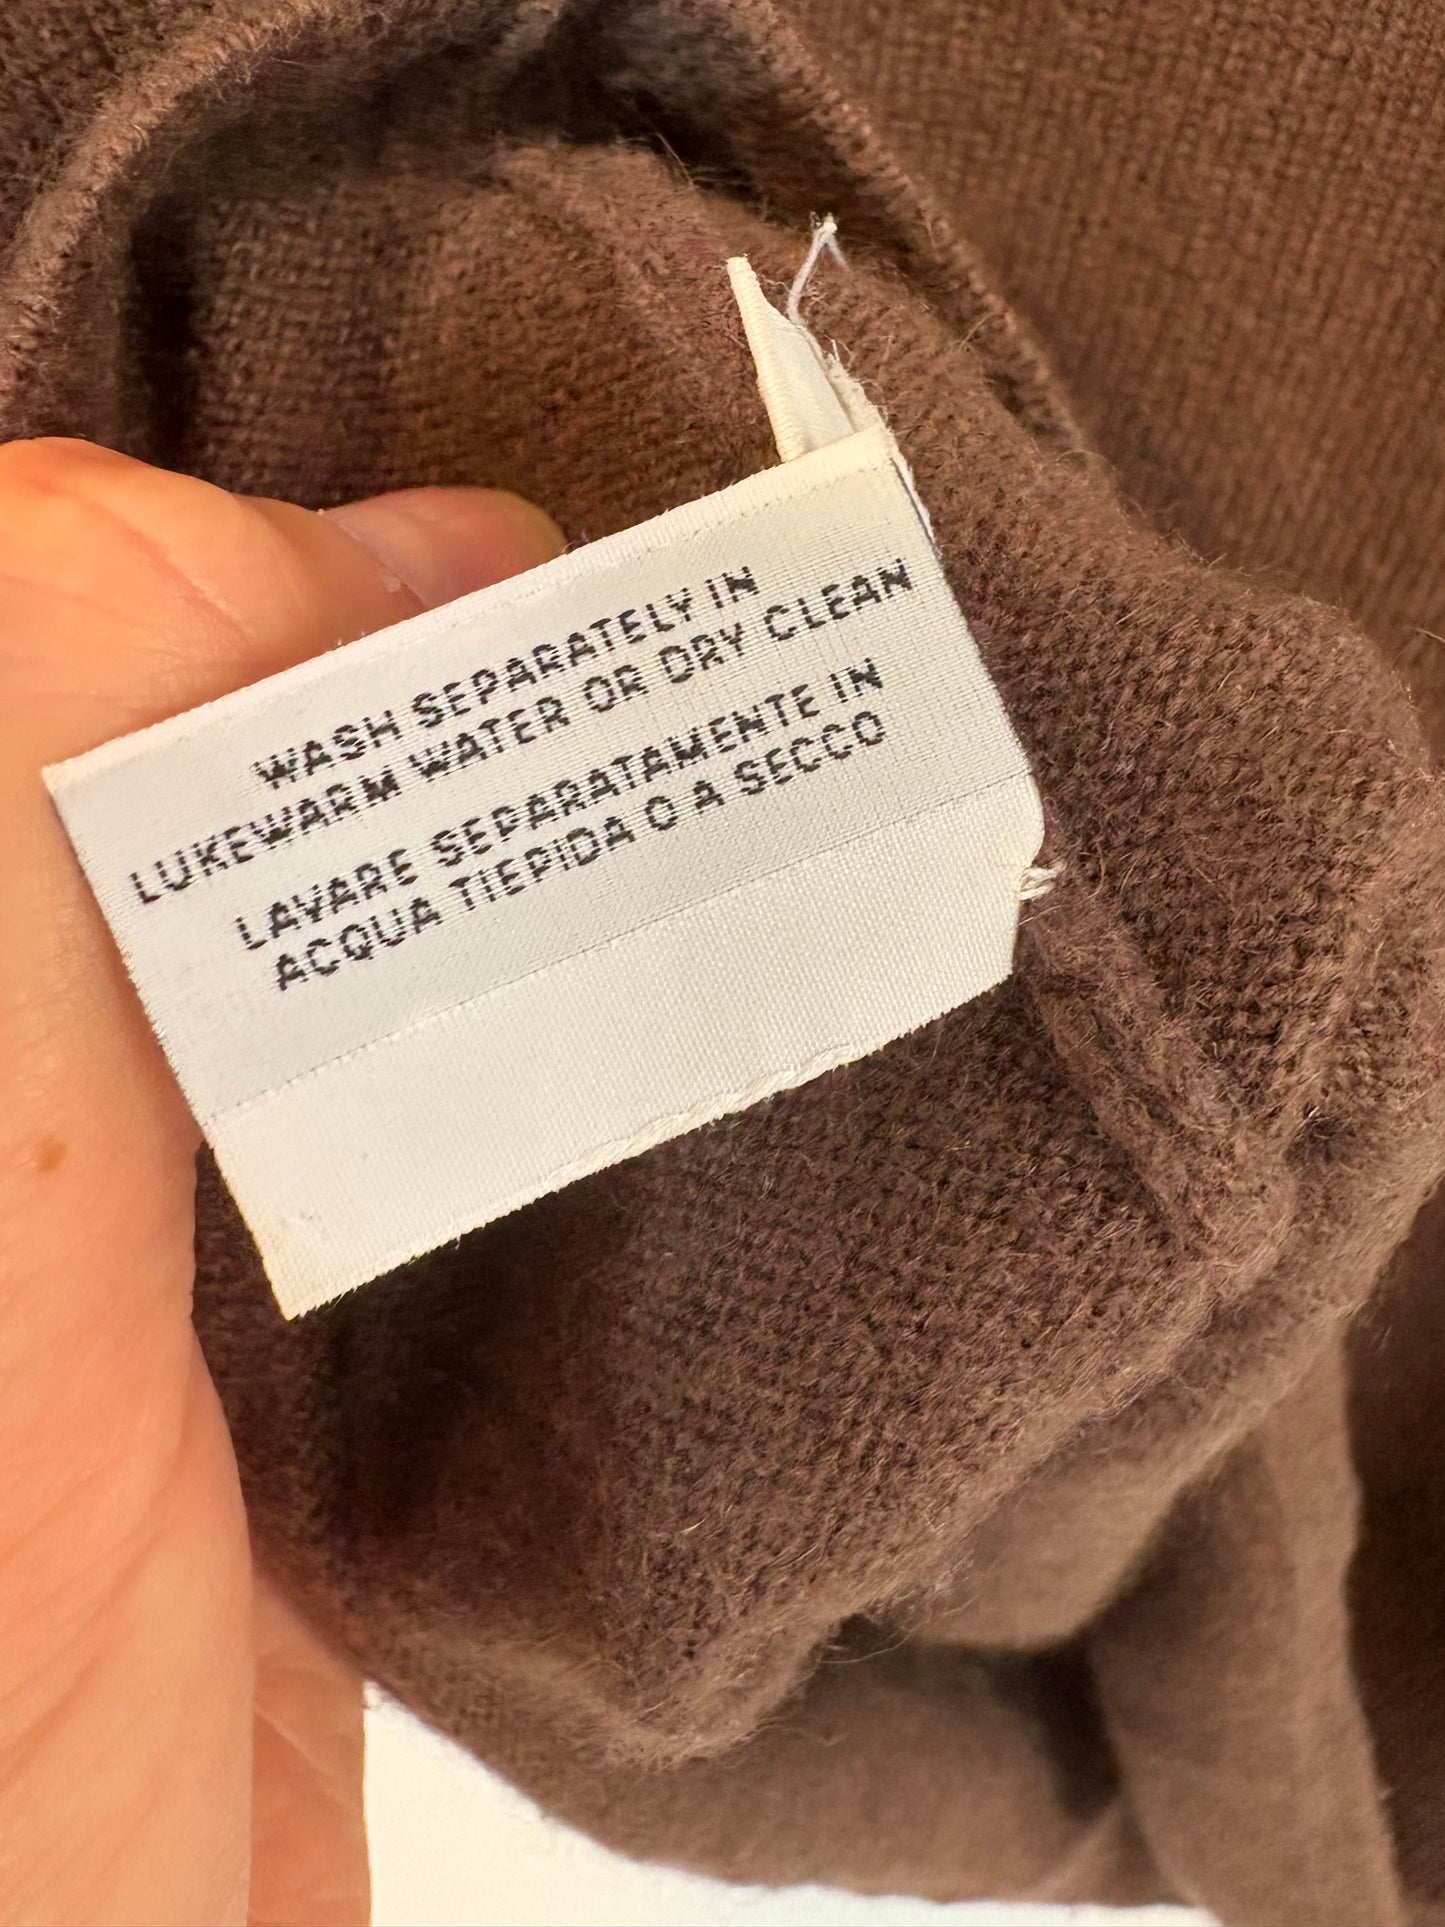 WASH SEPARATELY IN
LUKEWARM WATER OR DRY CLEAN
LAVARE SEPARATAMENTE IN
ACQUA TIEPIDA O A SECCO